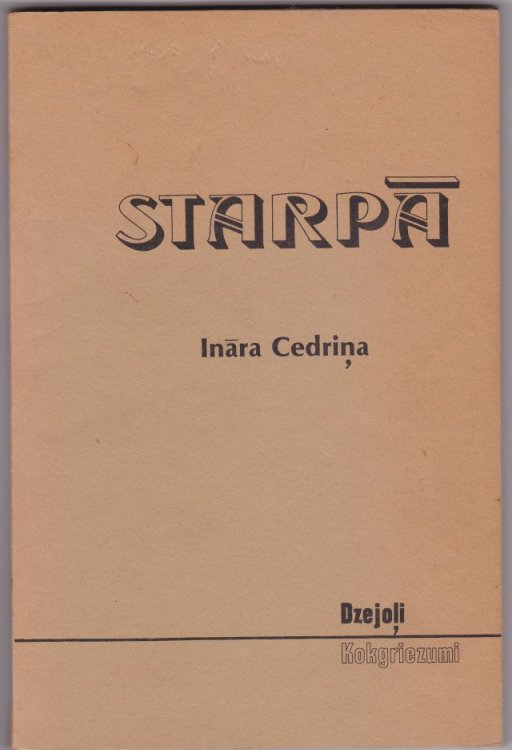 STARPĀ
Ināra Cedriņa
Dzejoļi
Kokgriezumi